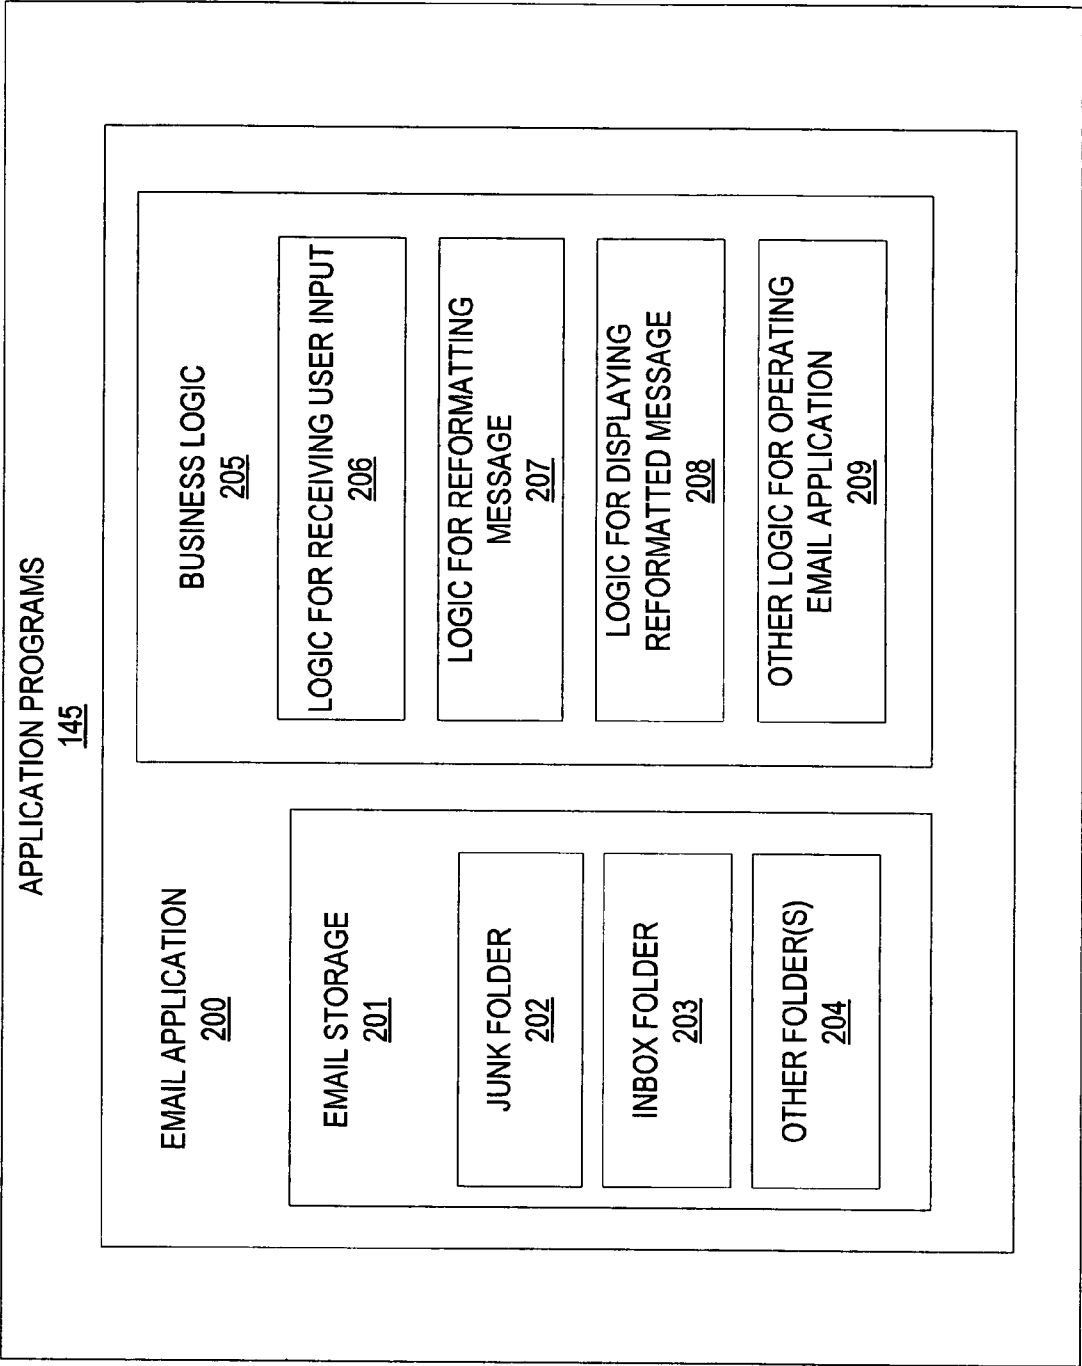 APPLICATION PROGRAMS
145
EMAIL APPLICATION
200
EMAIL STORAGE
201
JUNK FOLDER
202
INBOX FOLDER
203
OTHER FOLDER(S)
204
BUSINESS LOGIC
205
LOGIC FOR RECEIVING USER INPUT
206
LOGIC FOR REFORMATTING
MESSAGE
207
LOGIC FOR DISPLAYING
REFORMATTED MESSAGE
208
OTHER LOGIC FOR OPERATING
EMAIL APPLICATION
209